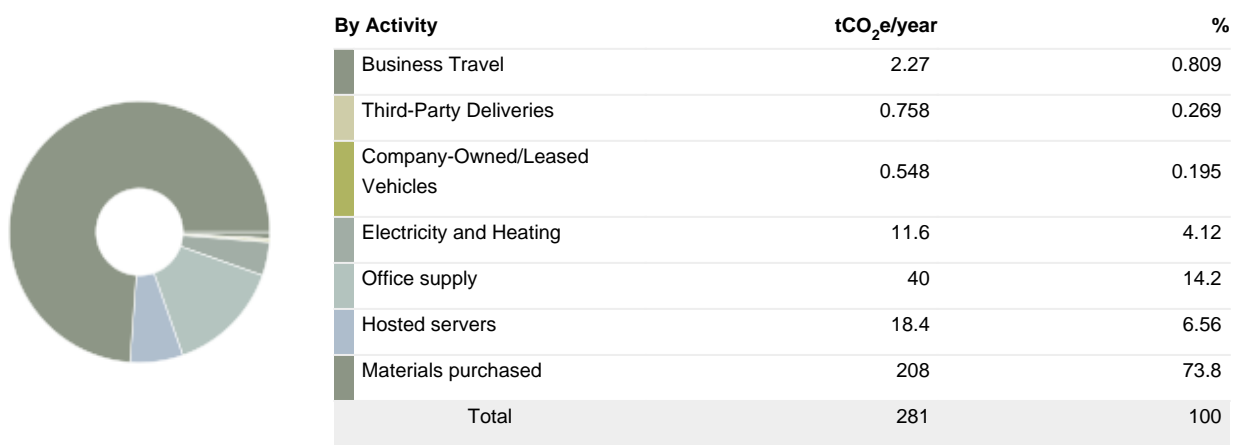 By Activity tCO2e/year %
Business Travel 2.27 0.809
Third-Party Deliveries 0.758 0.269
Company-Owned/Leased
Vehicles 0.548 0.195
Electricity and Heating 11.6 4.12
Office supply 40 14.2
Hosted servers 18.4 6.56
Materials purchased 208 73.8
Total 281 100